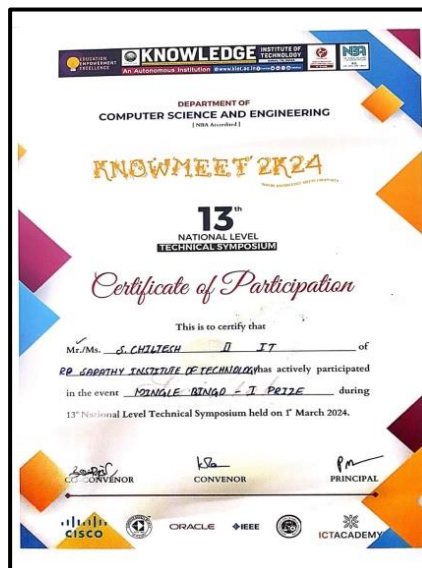 EDUCATION
EMPOWERMENT
EXCELLENCE
KNOWLEDGE INSTITUTE OF
TECHNOLOGY
An Autonomous Institution
NBA
DEPARTMENT OF
COMPUTER SCIENCE AND ENGINEERING
[ NBA Accredited ]
KNOWMEET 2K24
13th
NATIONAL LEVEL
TECHNICAL SYMPOSIUM
Certificate of Participation
This is to certify that
Mr./Ms. S. CHILTESH II IT of
RP SARATHY INSTITUTE OF TECHNOLOGY has actively participated
in the event MINGLE BINGO - I PRIZE during
13th National Level Technical Symposium held on 1st March 2024.
CO-CONVENOR CONVENOR PRINCIPAL
CISCO ORACLE IEEE ICTACADEMY